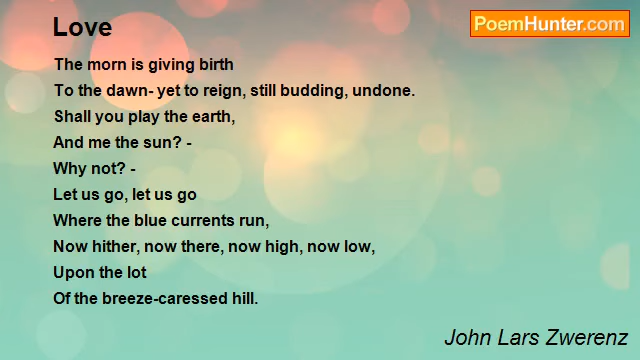 Love
PoemHunter.com
The morn is giving birth
To the dawn- yet to reign, still budding, undone.
Shall you play the earth,
And me the sun? -
Why not? -
Let us go, let us go
Where the blue currents run,
Now hither, now there, now high, now low,
Upon the lot
Of the breeze-caressed hill.
John Lars Zwerenz